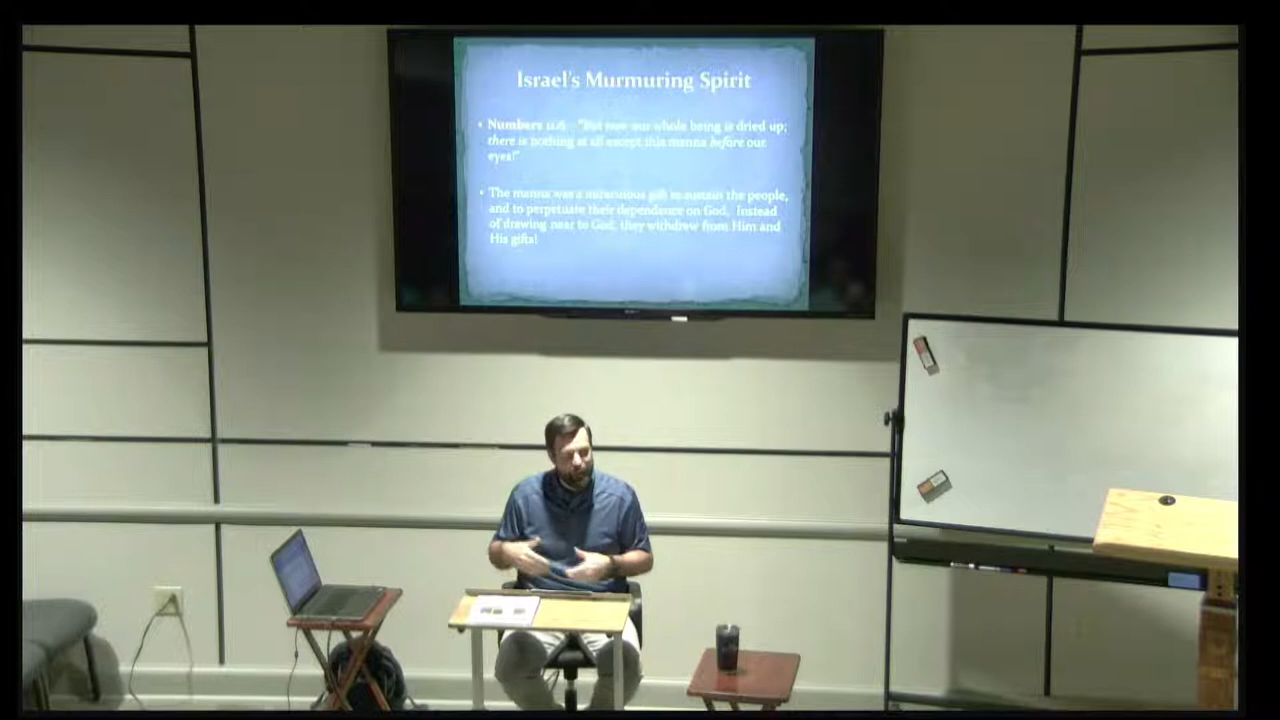 Israel's Murmuring Spirit
• Numbers 11:6 "But now our whole being is dried up;
there is nothing at all except this manna before our
eyes!"
• The manna was a miraculous gift to sustain the people,
and to perpetuate their dependence on God. Instead
of drawing near to God, they withdrew from Him and
His gifts!